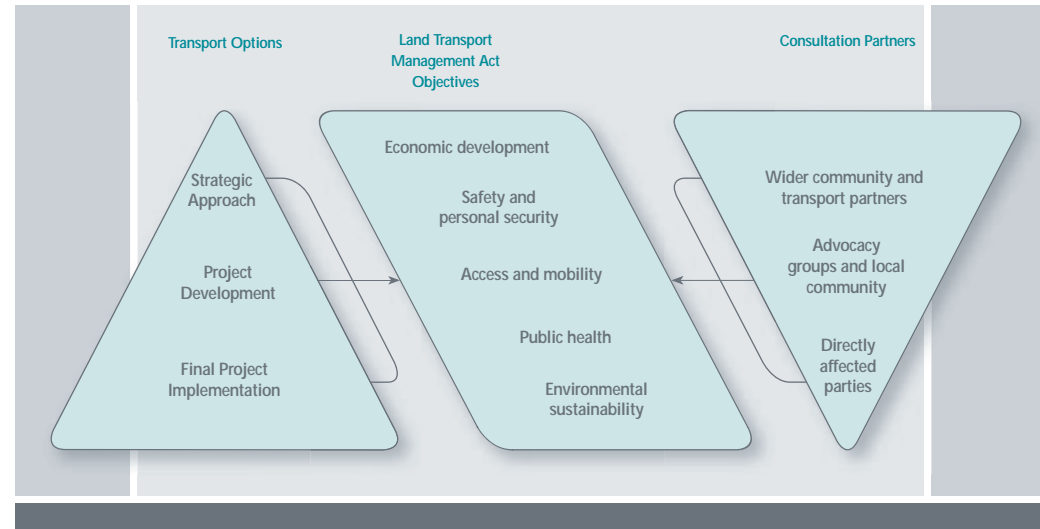 Transport Options
Land Transport
Management Act
Objectives
Consultation Partners
Strategic
Approach
Project
Development
Final Project
Implementation
Economic development
Safety and
personal security
Access and mobility
Public health
Environmental
sustainability
Wider community and
transport partners
Advocacy
groups and local
community
Directly
affected
parties